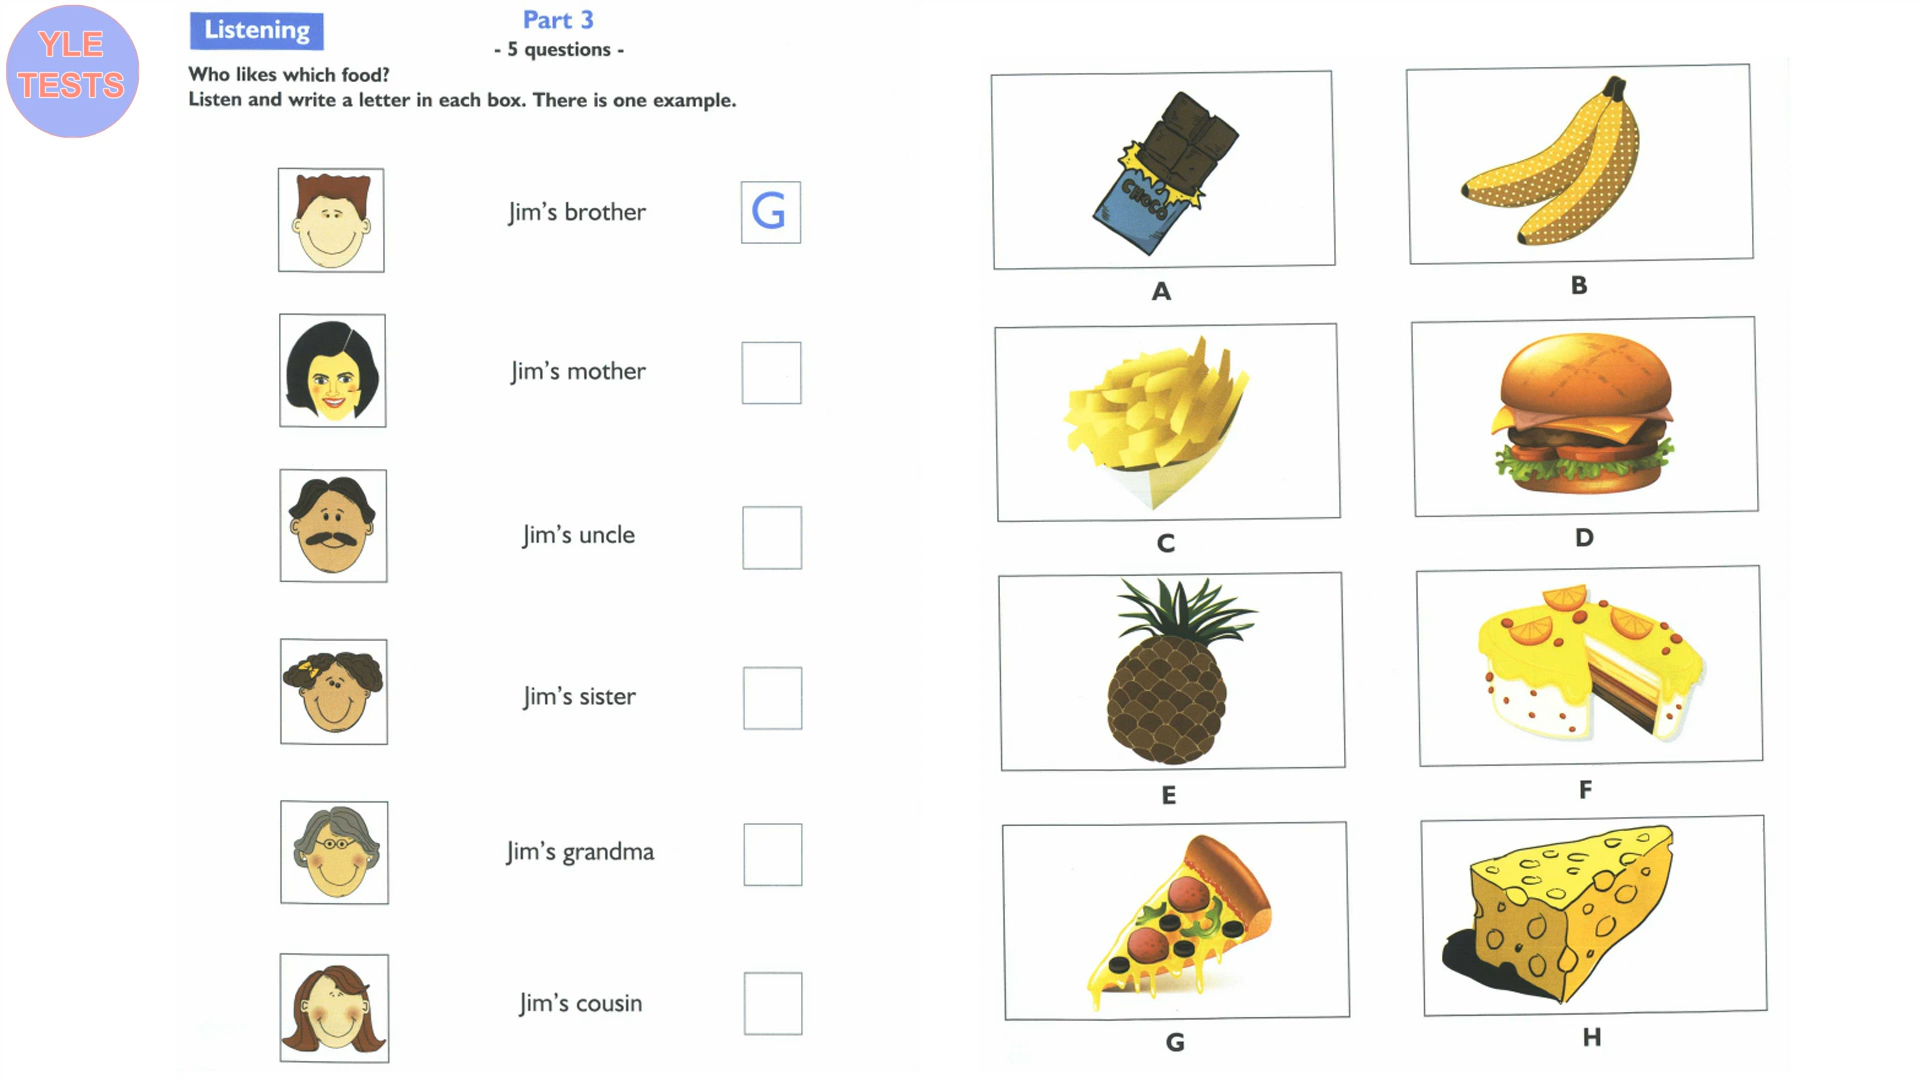 YLE
TESTS
Listening
Part 3
- 5 questions -
Who likes which food?
Listen and write a letter in each box. There is one example.
Jim's brother
G
Jim's mother
Jim's uncle
Jim's sister
Jim's grandma
Jim's cousin
CHOCO
A
B
C
D
E
F
G
H